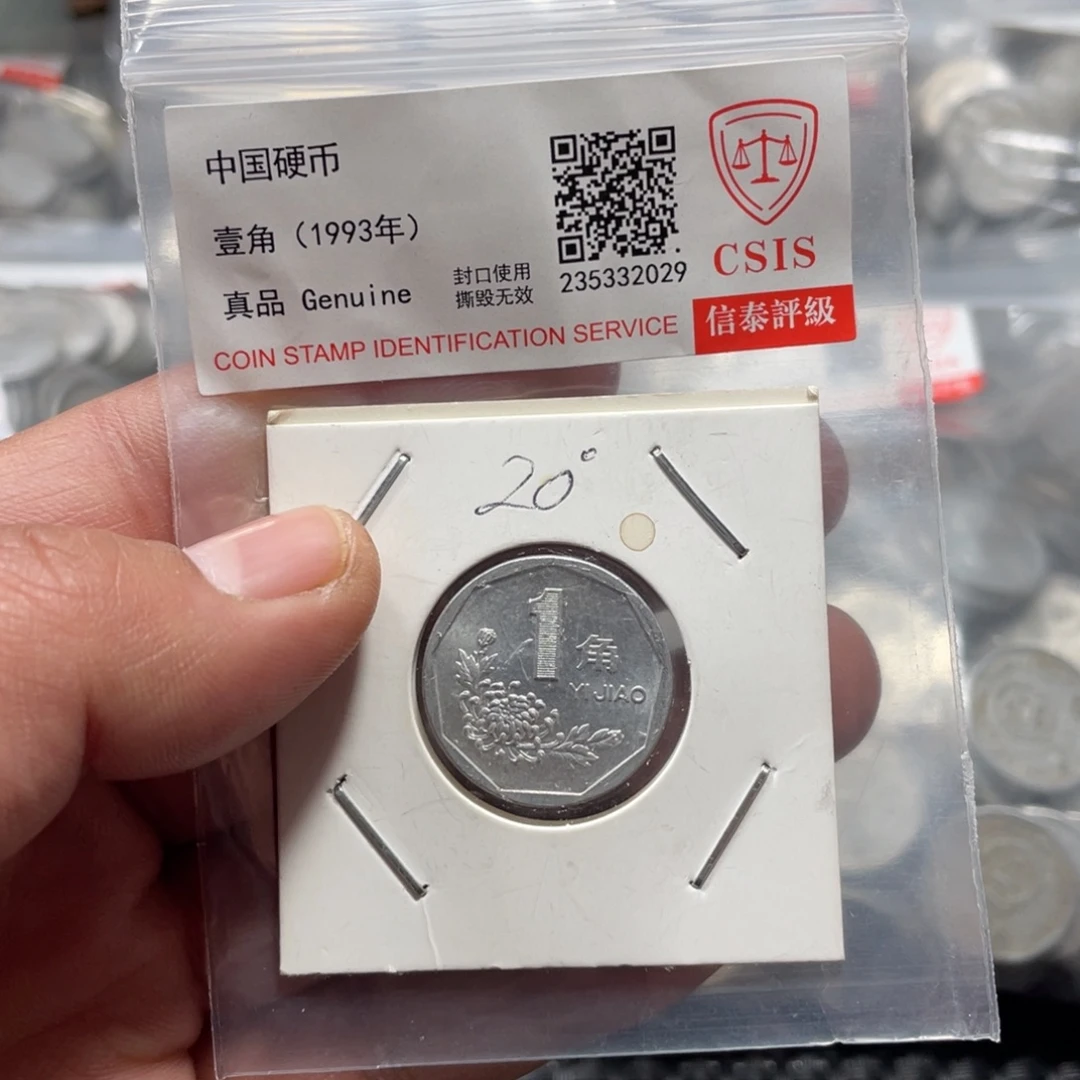 中国硬币
壹角（1993年）
真品 Genuine
封口使用
撕毁无效
235332029
COIN STAMP IDENTIFICATION SERVICE
CSIS
信泰評級
20°
1角
YI JIAO